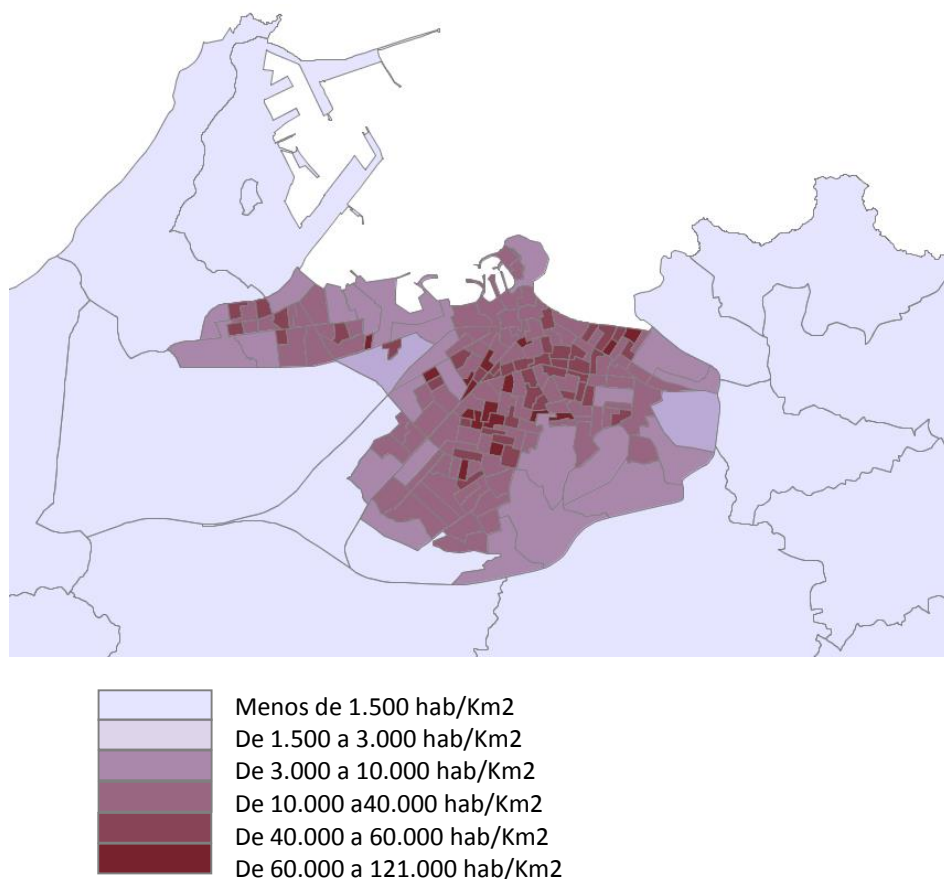 Menos de 1.500 hab/Km2
De 1.500 a 3.000 hab/Km2
De 3.000 a 10.000 hab/Km2
De 10.000 a40.000 hab/Km2
De 40.000 a 60.000 hab/Km2
De 60.000 a 121.000 hab/Km2